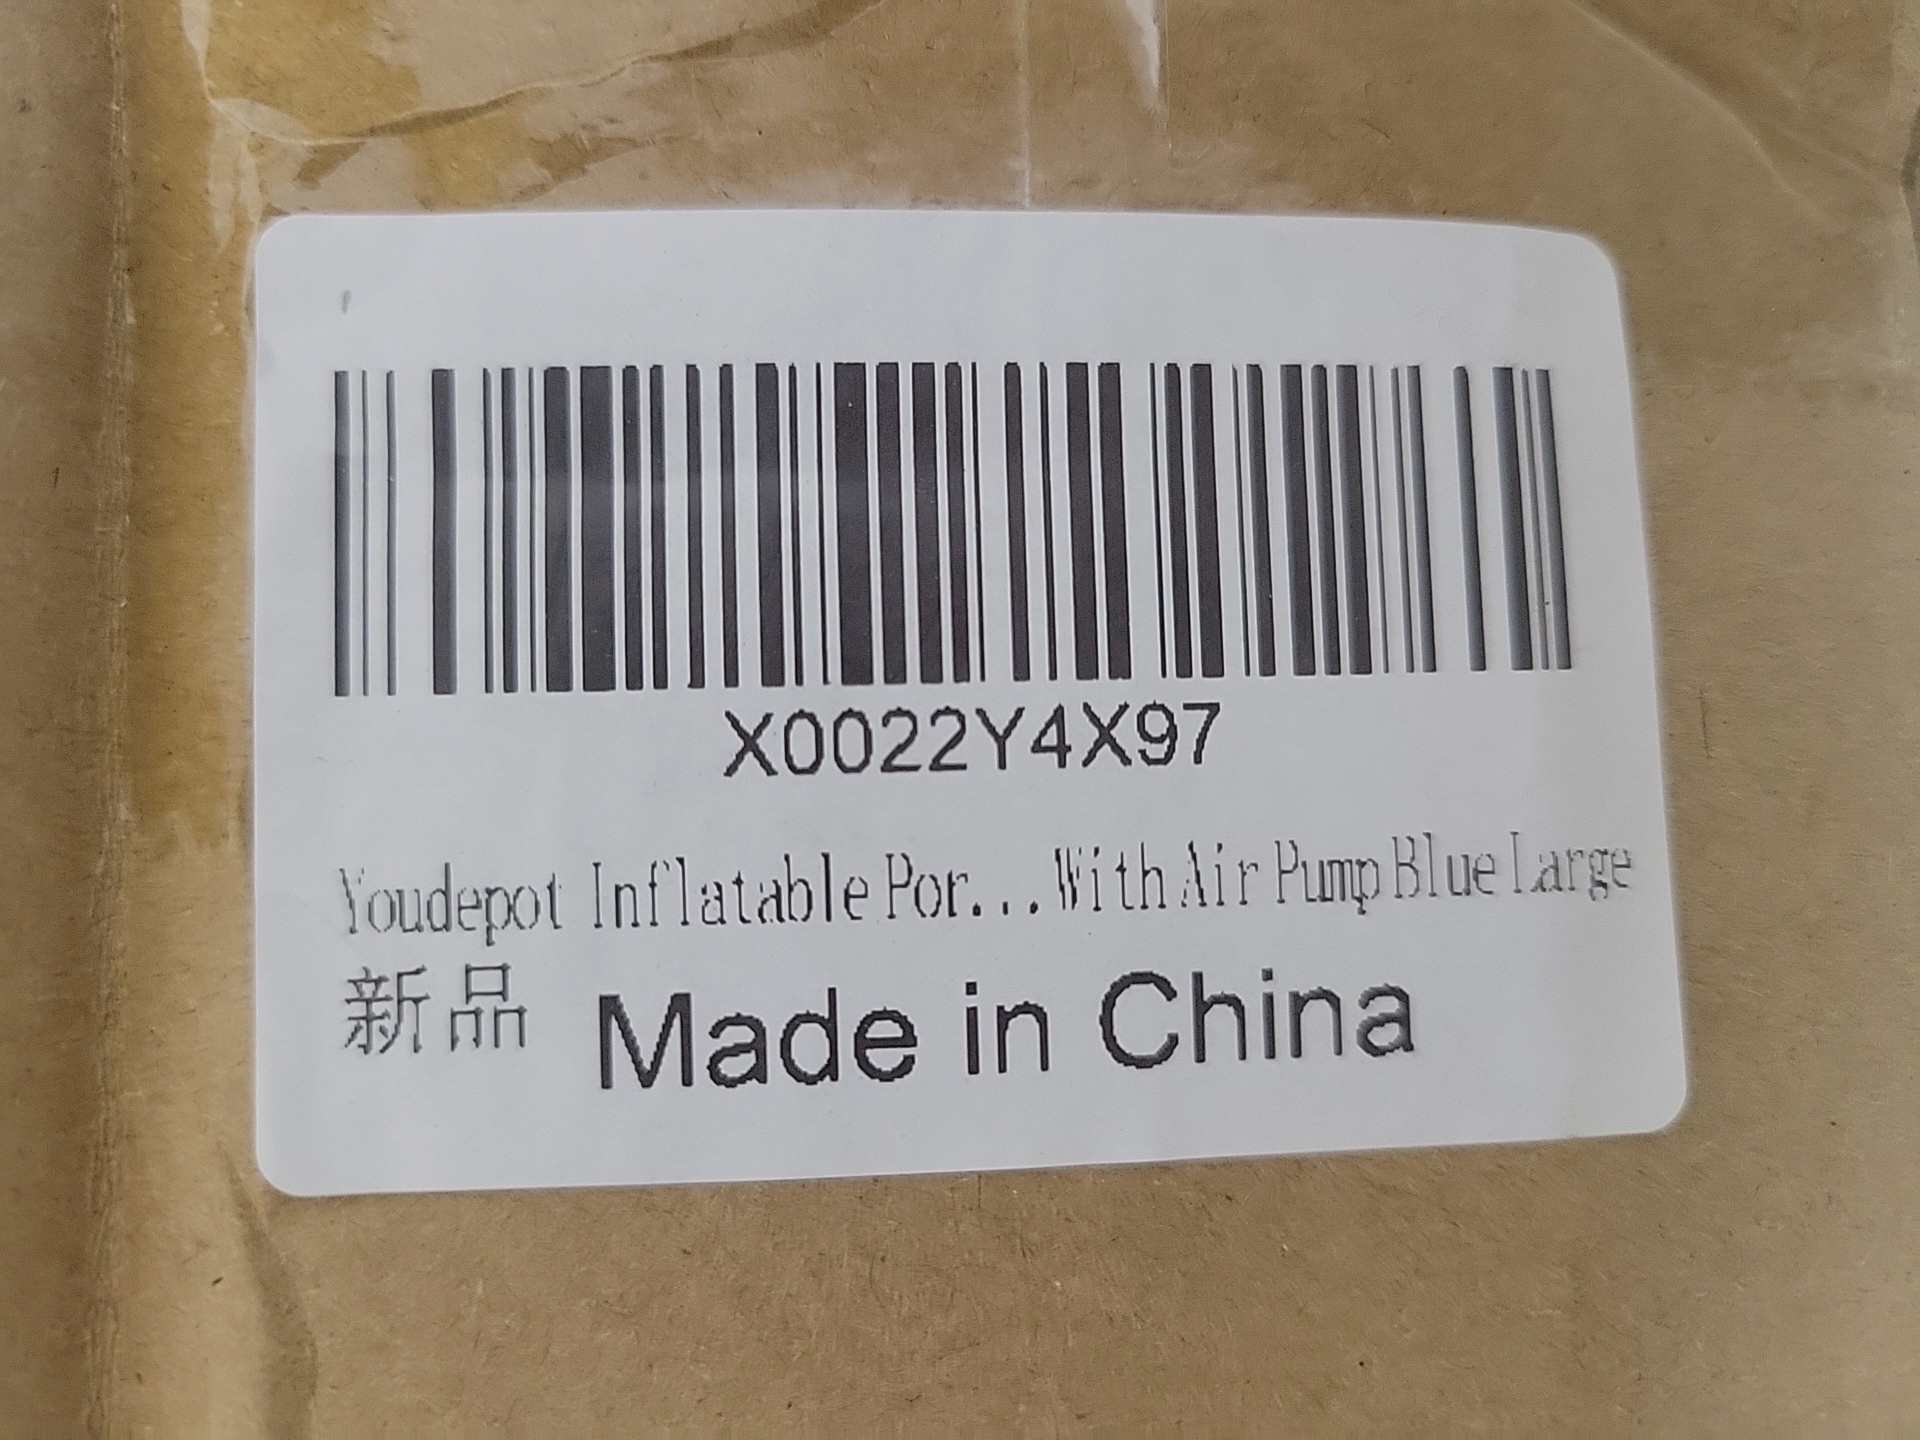 X0022Y4X97
Youdepot Inflatable Por...With Air Pump Blue Large
新品 Made in China